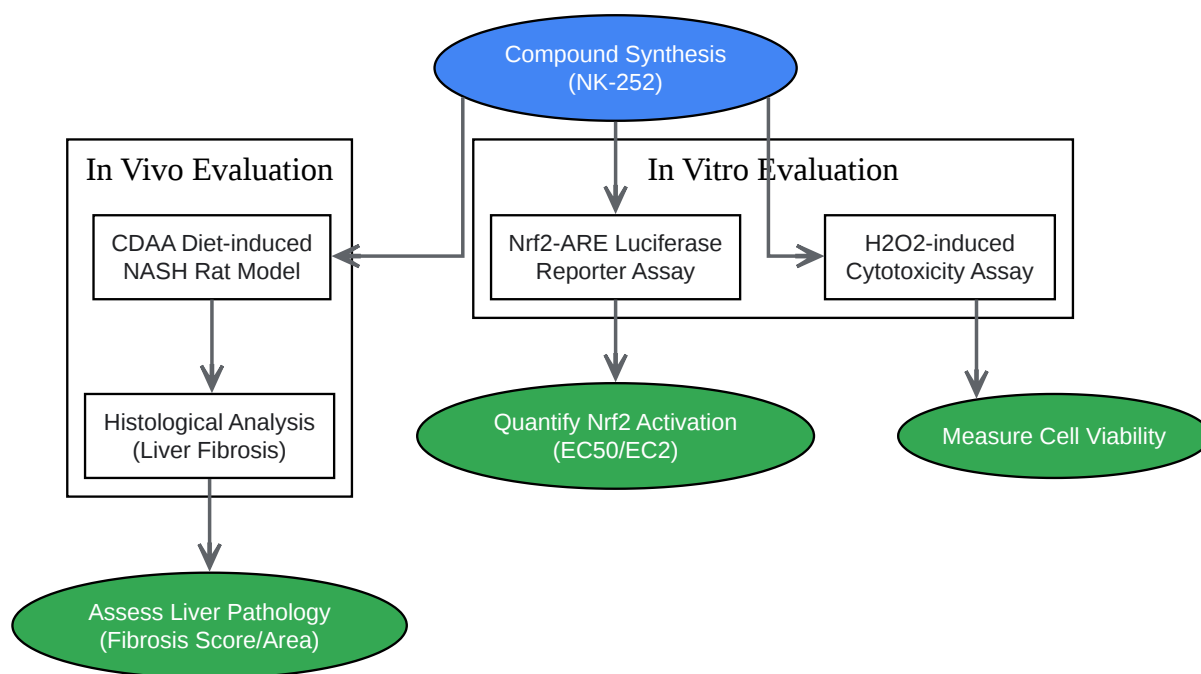 Compound Synthesis
(NK-252)
In Vivo Evaluation
CDAA Diet-induced
NASH Rat Model
Histological Analysis
(Liver Fibrosis)
Assess Liver Pathology
(Fibrosis Score/Area)
In Vitro Evaluation
Nrf2-ARE Luciferase
Reporter Assay
Quantify Nrf2 Activation
(EC50/EC2)
H2O2-induced
Cytotoxicity Assay
Measure Cell Viability